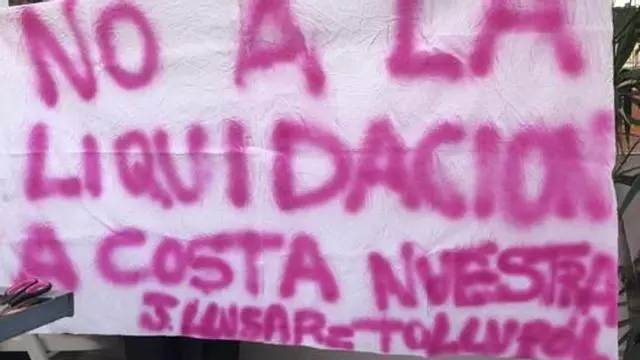 NO A LA
LIQUIDACION
A COSTA NUESTRA